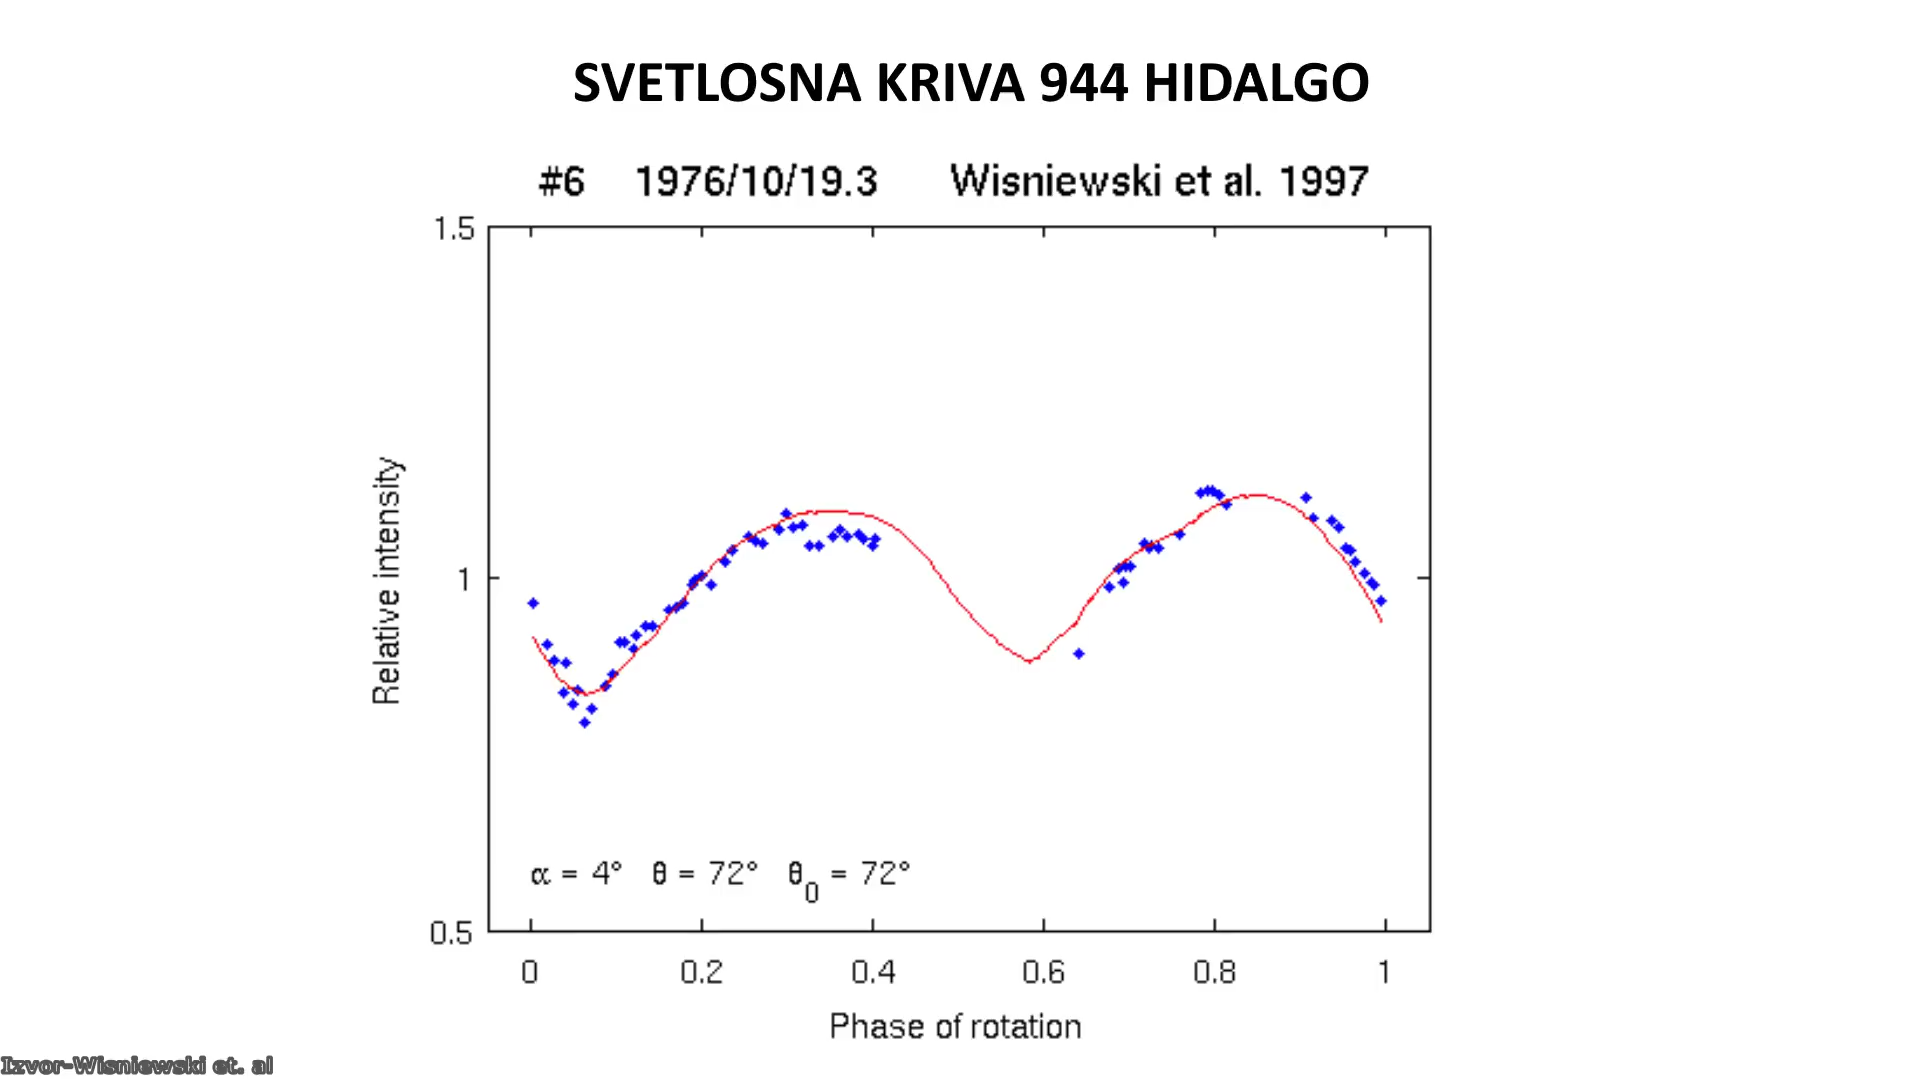 SVETLOSNA KRIVA 944 HIDALGO
#6 1976/10/19.3 Wisniewski et al. 1997
1.5
1
0.5
Relative intensity
α = 4° θ = 72° θ0 = 72°
0 0.2 0.4 0.6 0.8 1
Phase of rotation
Izvor-Wisniewski et. al